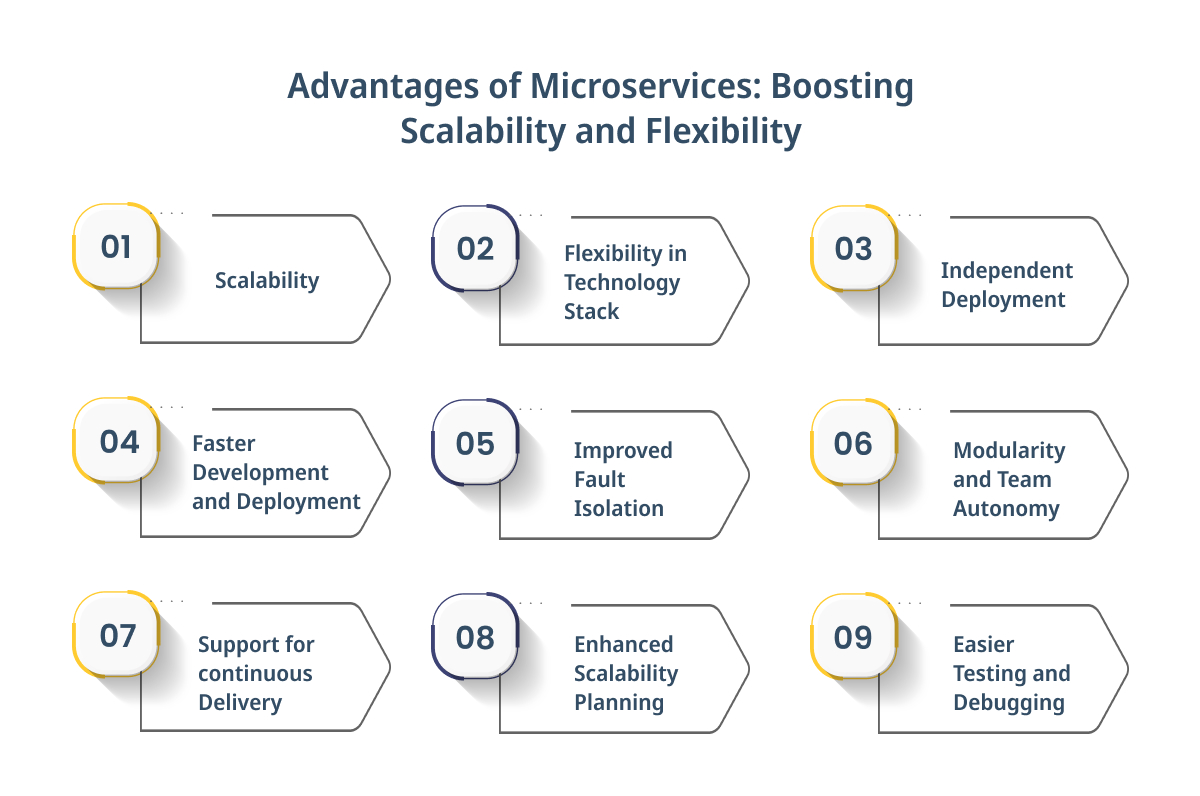 Advantages of Microservices: Boosting
Scalability and Flexibility
01
Scalability
02
Flexibility in
Technology
Stack
03
Independent
Deployment
04
Faster
Development
and Deployment
05
Improved
Fault
Isolation
06
Modularity
and Team
Autonomy
07
Support for
continuous
Delivery
08
Enhanced
Scalability
Planning
09
Easier
Testing and
Debugging